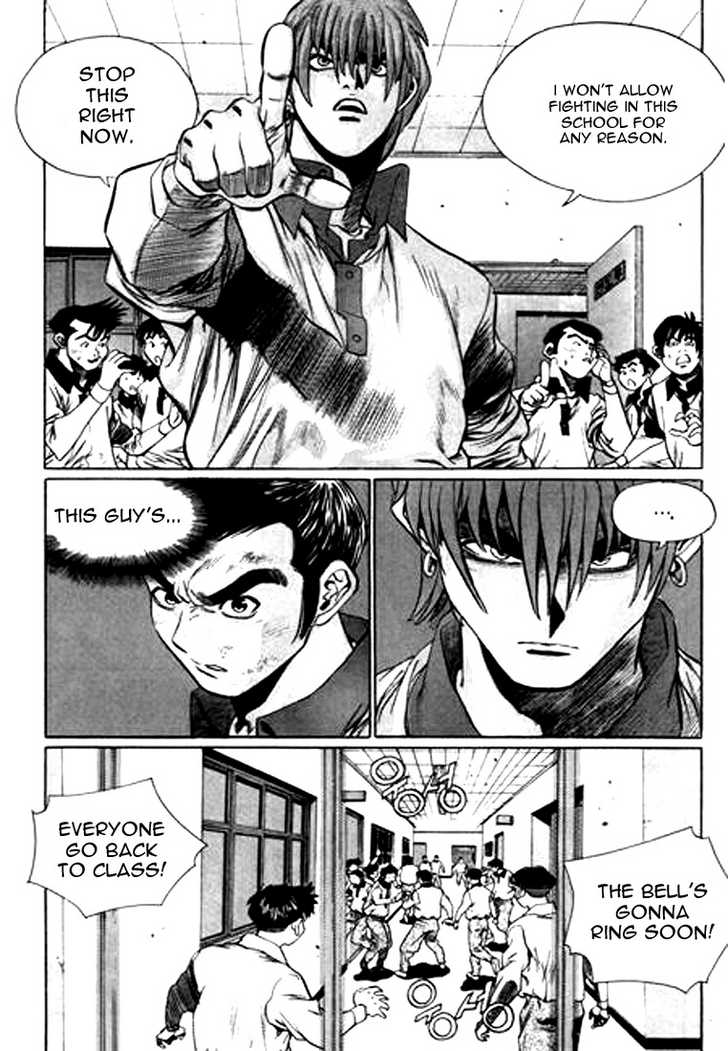 STOP
THIS
RIGHT
NOW.
I WON'T ALLOW
FIGHTING IN THIS
SCHOOL FOR
ANY REASON.
THIS GUY'S...
...
EVERYONE
GO BACK
TO CLASS!
THE BELL'S
GONNA
RING SOON!